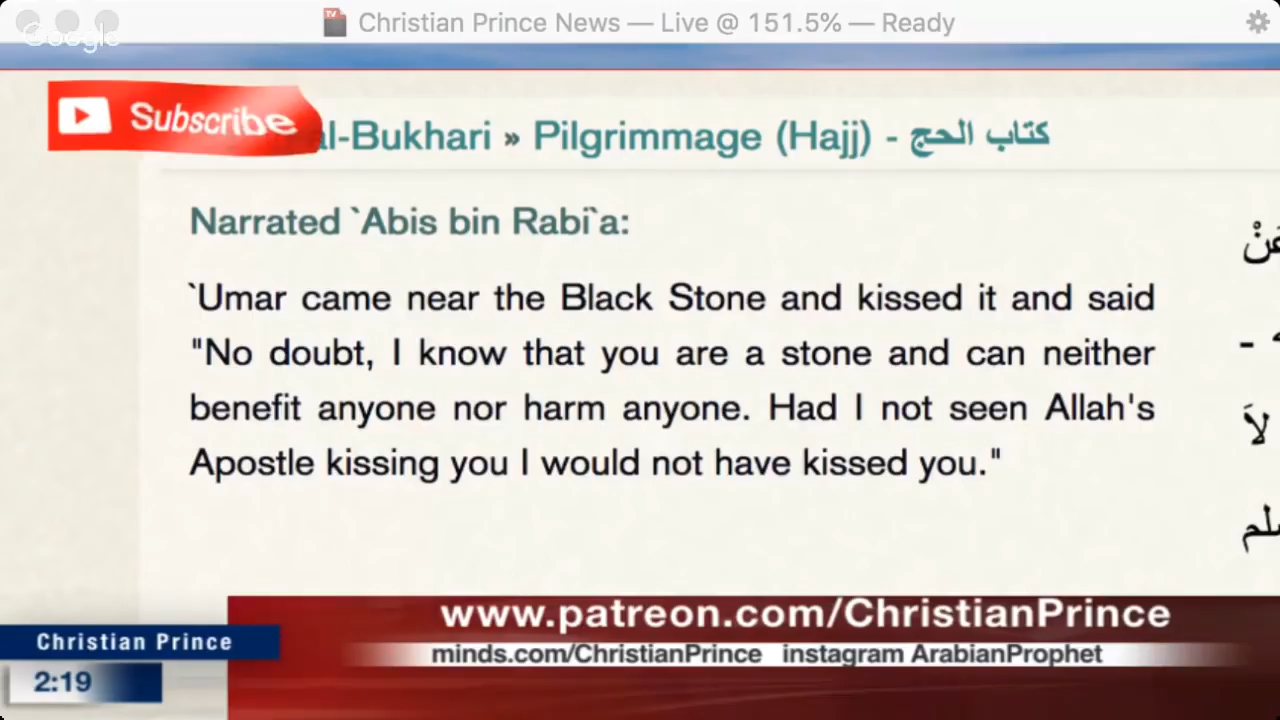 Christian Prince News — Live @ 151.5% — Ready
Google
Subscribe
al-Bukhari » Pilgrimmage (Hajj) - كتاب الحج
Narrated `Abis bin Rabi`a:
`Umar came near the Black Stone and kissed it and said
"No doubt, I know that you are a stone and can neither
benefit anyone nor harm anyone. Had I not seen Allah's
Apostle kissing you I would not have kissed you."
www.patreon.com/ChristianPrince
Christian Prince
minds.com/ChristianPrince instagram ArabianProphet
2:19